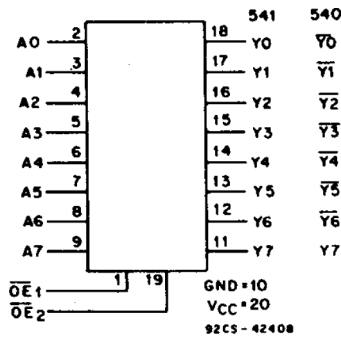 541 540
A0 2 18 Y0 Y̅0̅
A1 3 17 Y1 Y̅1̅
A2 4 16 Y2 Y̅2̅
A3 5 15 Y3 Y̅3̅
A4 6 14 Y4 Y̅4̅
A5 7 13 Y5 Y̅5̅
A6 8 12 Y6 Y̅6̅
A7 9 11 Y7 Y7
O̅E̅1 1 19 GND=10
O̅E̅2 VCC=20
92CS-42408